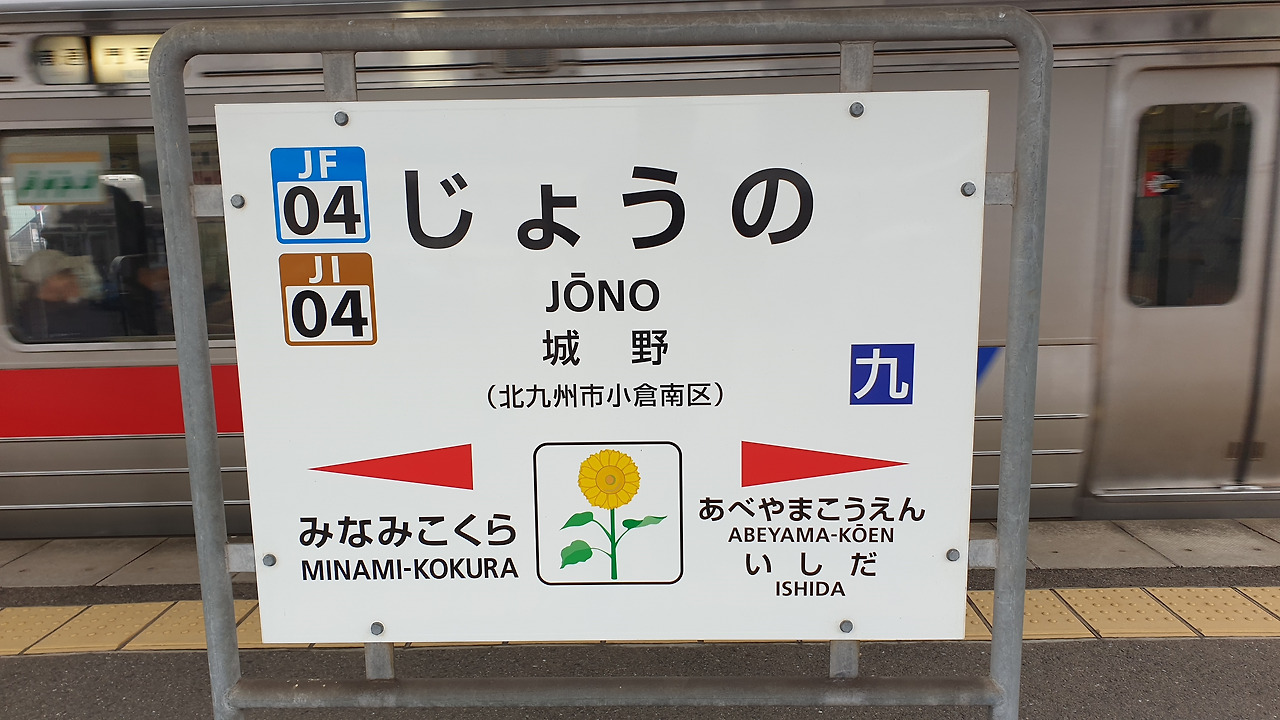 JF
04
じょうの
JI
04
JŌNO
城野
(北九州市小倉南区)
九
みなみこくら
MINAMI-KOKURA
あべやまこうえん
ABEYAMA-KŌEN
いしだ
ISHIDA